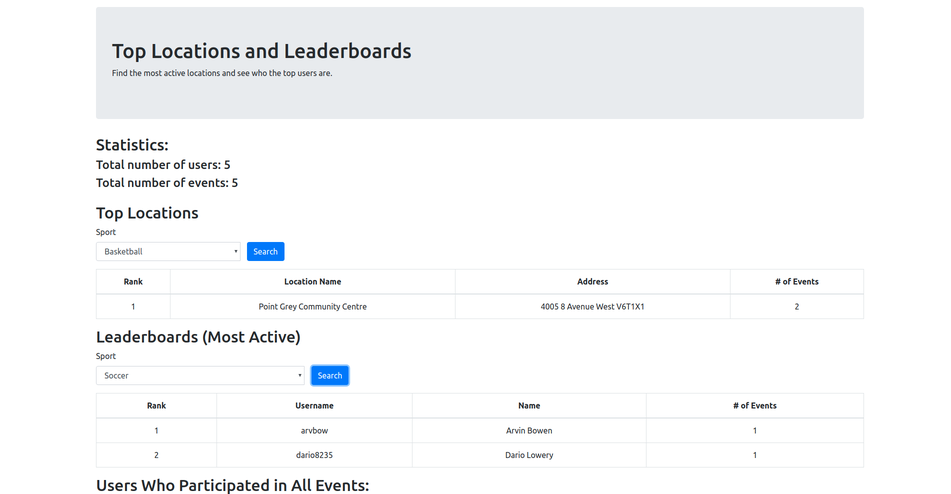 Top Locations and Leaderboards
Find the most active locations and see who the top users are.
Statistics:
Total number of users: 5
Total number of events: 5
Top Locations
Sport
Basketball Search
Rank Location Name Address # of Events
1 Point Grey Community Centre 4005 8 Avenue West V6T1X1 2
Leaderboards (Most Active)
Sport
Soccer Search
Rank Username Name # of Events
1 arvbow Arvin Bowen 1
2 dario8235 Dario Lowery 1
Users Who Participated in All Events: